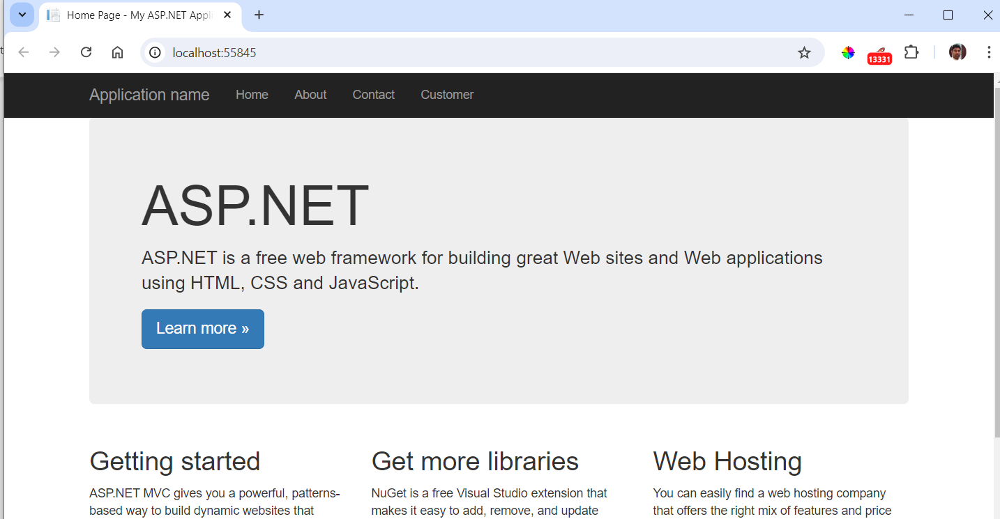 Home Page - My ASP.NET Appli
localhost:55845
13331
Application name Home About Contact Customer
ASP.NET
ASP.NET is a free web framework for building great Web sites and Web applications
using HTML, CSS and JavaScript.
Learn more »
Getting started
ASP.NET MVC gives you a powerful, patterns-
based way to build dynamic websites that
Get more libraries
NuGet is a free Visual Studio extension that
makes it easy to add, remove, and update
Web Hosting
You can easily find a web hosting company
that offers the right mix of features and price